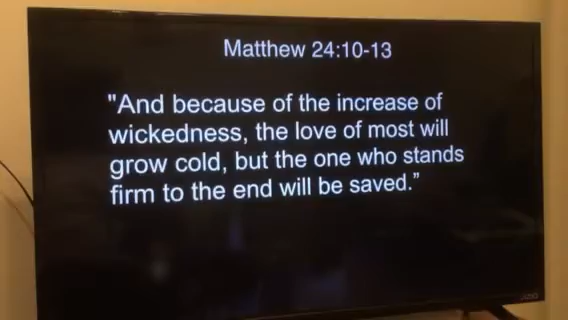 Matthew 24:10-13
"And because of the increase of
wickedness, the love of most will
grow cold, but the one who stands
firm to the end will be saved.”
VIZIO